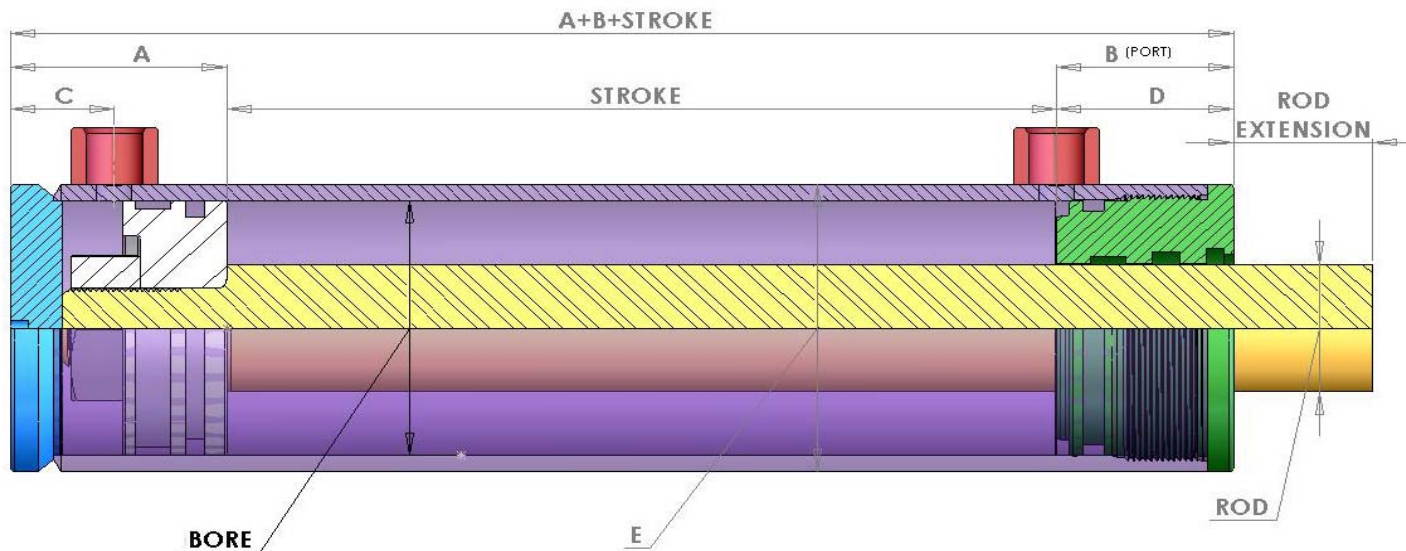 A+B+STROKE
A
B (PORT)
C
STROKE
D
ROD
EXTENSION
BORE
E
ROD